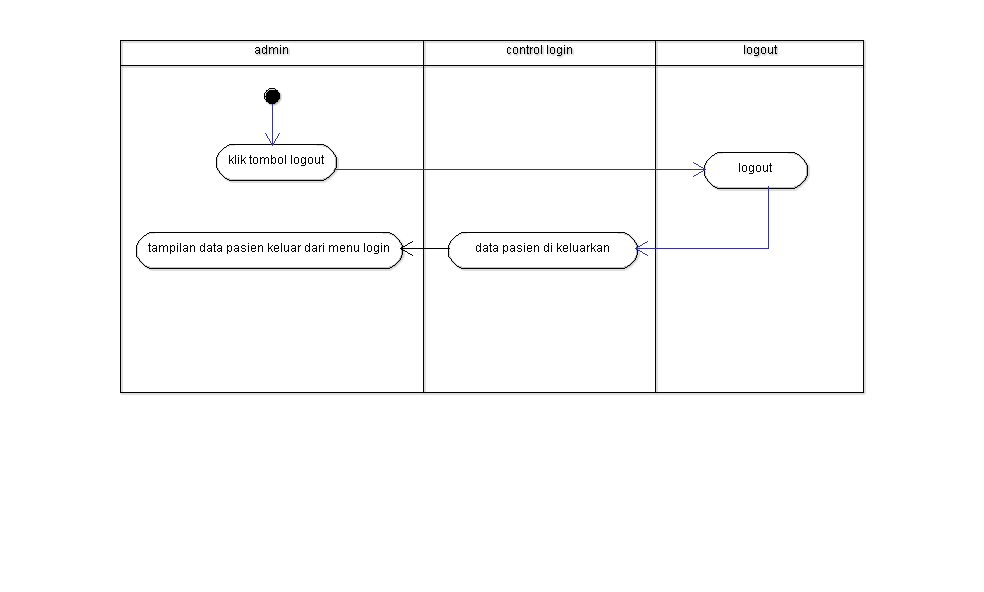 admin
control login
logout
klik tombol logout
logout
tampilan data pasien keluar dari menu login
data pasien di keluarkan